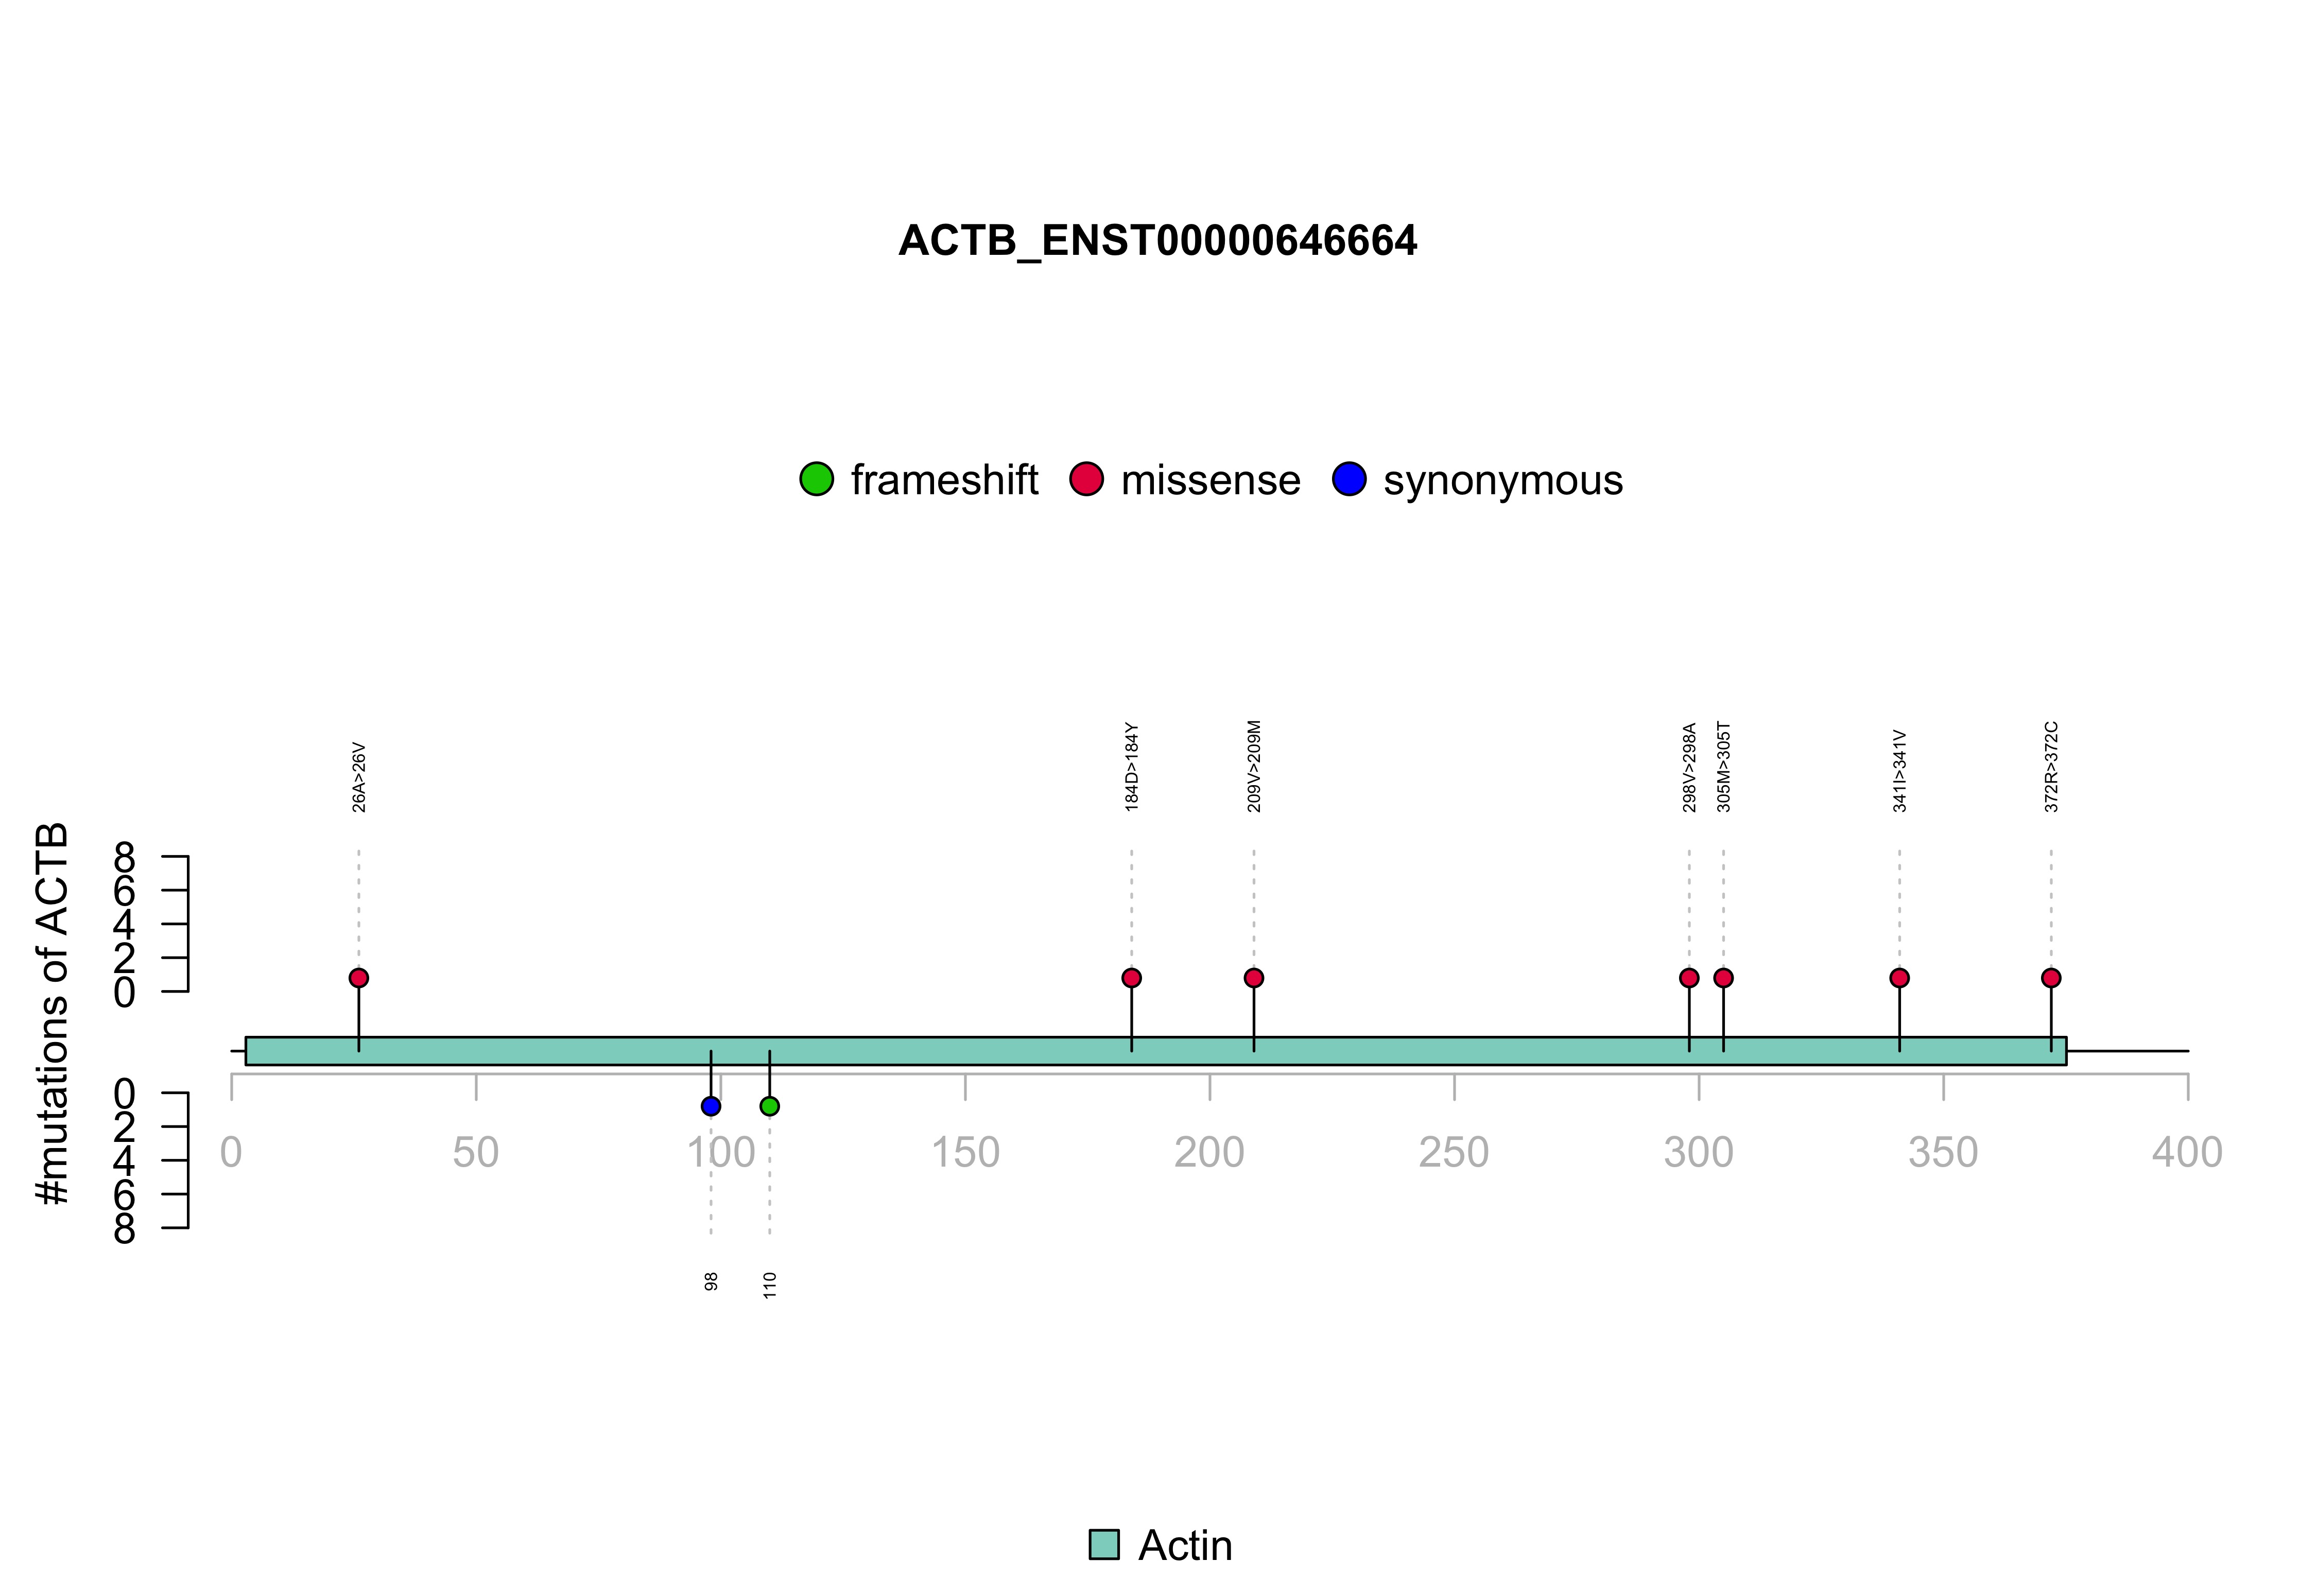 ACTB_ENST00000646664
frameshift missense synonymous
26A>26V
184D>184Y
209V>209M
298V>298A
305M>305T
341I>341V
372R>372C
#mutations of ACTB
8
6
4
2
0
0
2
4
6
8
0 50 100 150 200 250 300 350 400
98
110
Actin